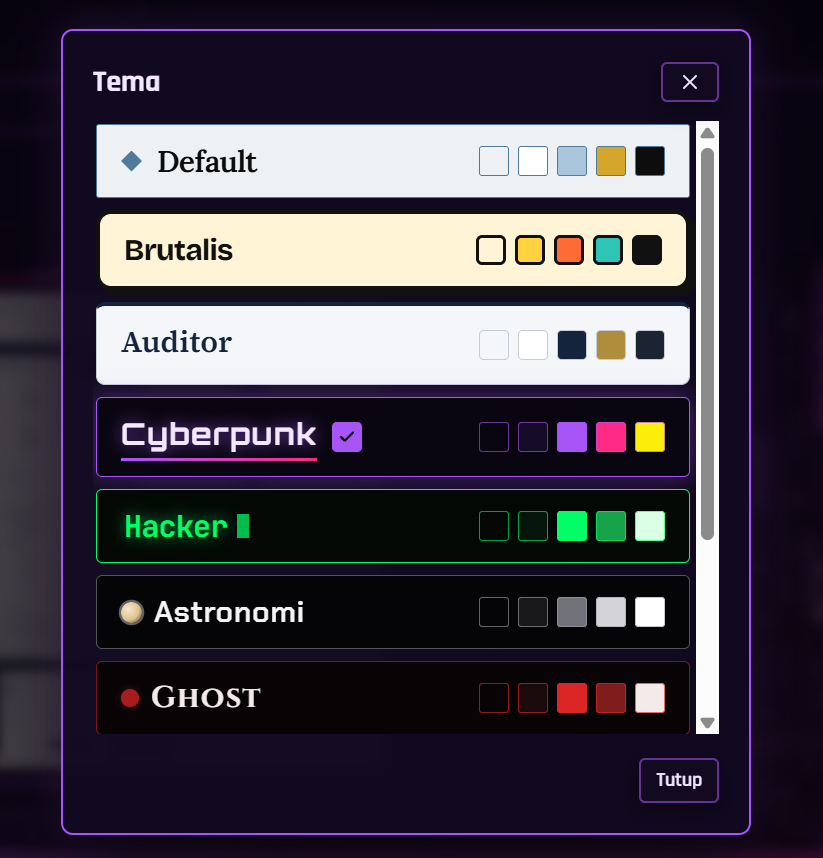 Tema
Default
Brutalis
Auditor
Cyberpunk
Hacker
Astronomi
Ghost
Tutup